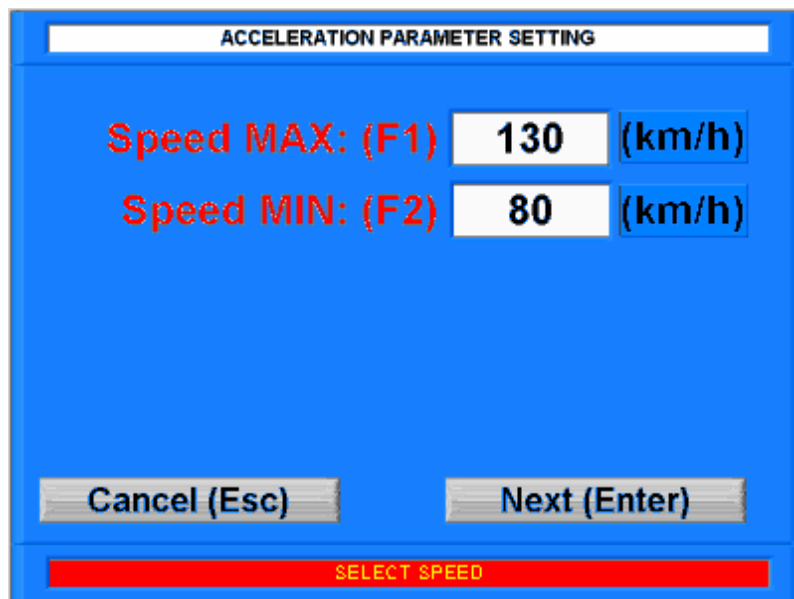 ACCELERATION PARAMETER SETTING
Speed MAX: (F1) 130 (km/h)
Speed MIN: (F2) 80 (km/h)
Cancel (Esc) Next (Enter)
SELECT SPEED